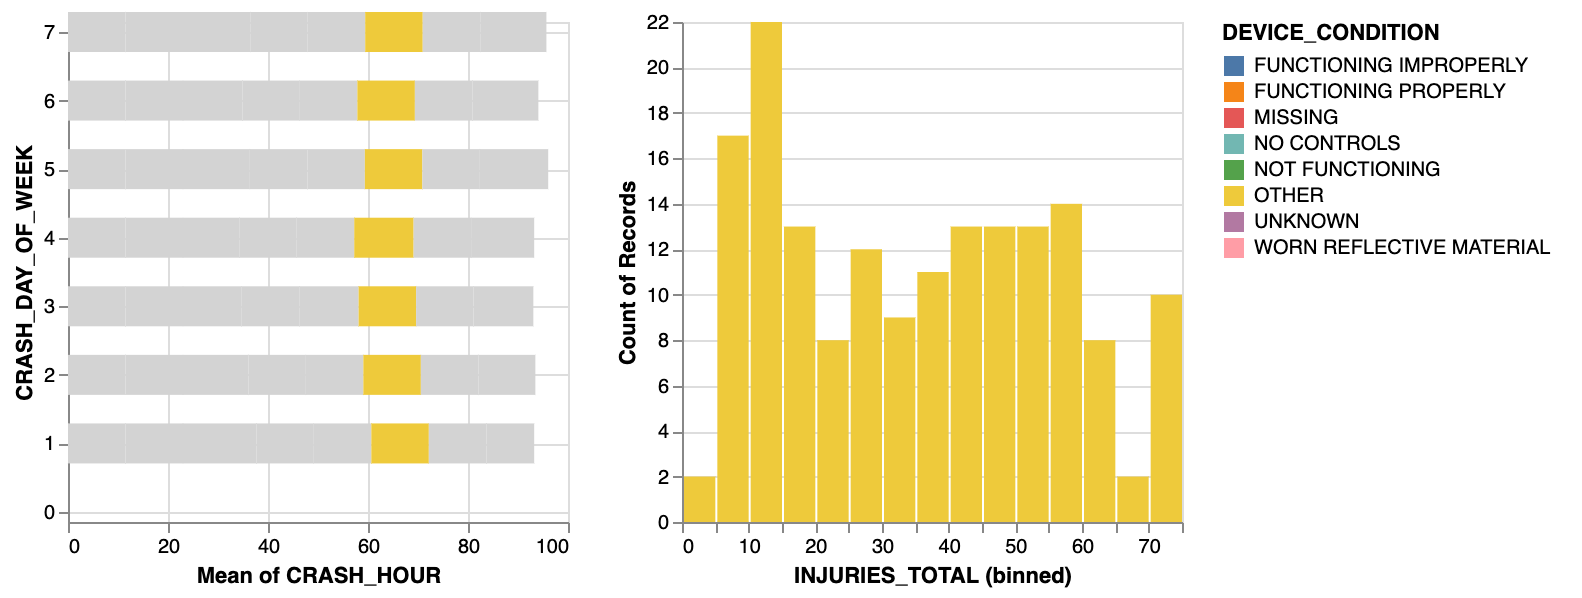 CRASH_DAY_OF_WEEK
7
6
5
4
3
2
1
0
0 20 40 60 80 100
Mean of CRASH_HOUR
Count of Records
22
20
18
16
14
12
10
8
6
4
2
0
0 10 20 30 40 50 60 70
INJURIES_TOTAL (binned)
DEVICE_CONDITION
FUNCTIONING IMPROPERLY
FUNCTIONING PROPERLY
MISSING
NO CONTROLS
NOT FUNCTIONING
OTHER
UNKNOWN
WORN REFLECTIVE MATERIAL